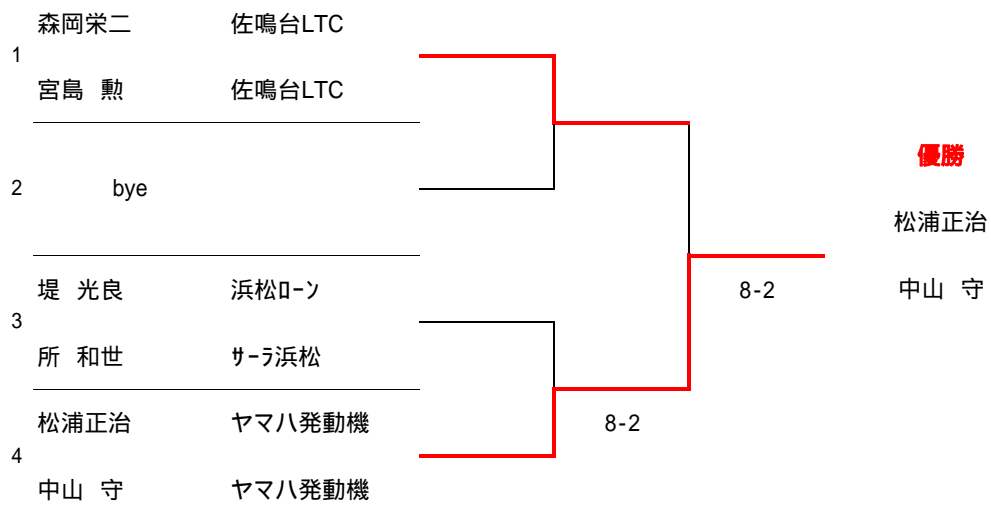 森岡栄二 佐鳴台LTC
1
宮島 勲 佐鳴台LTC
優勝
2 bye
松浦正治
堤 光良 浜松ﾛｰﾝ 8-2 中山 守
3
所 和世 ｻｰﾗ浜松
松浦正治 ヤマハ発動機 8-2
4
中山 守 ヤマハ発動機